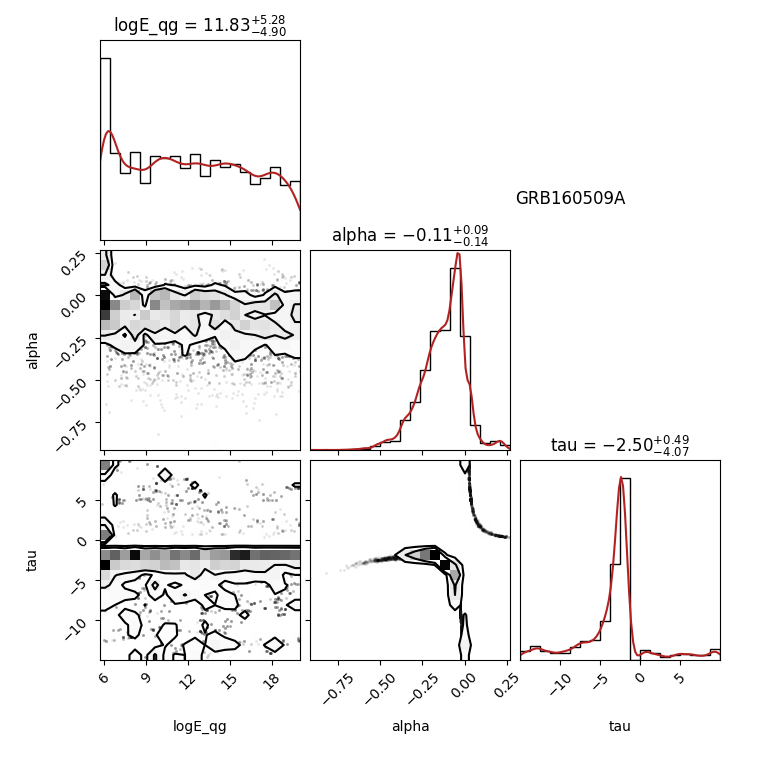 logE_qg = 11.83+5.28 −4.90
GRB160509A
alpha = −0.11+0.09 −0.14
0.25
0.00
−0.25
−0.50
−0.75
alpha
tau = −2.50+0.49 −4.07
5
0
−5
−10
tau
6 9 12 15 18
−0.75 −0.50 −0.25 0.00 0.25
−10 −5 0 5
logE_qg alpha tau